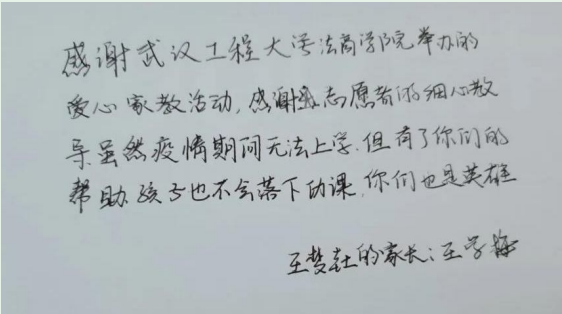 感谢武汉工程大学法商学院举办的
爱心家教活动,感谢志愿者的细心教
导虽然疫情期间无法上学.但有了你们的
帮助孩子也不会落下功课.你们也是英雄
王梦的家长:王学梅